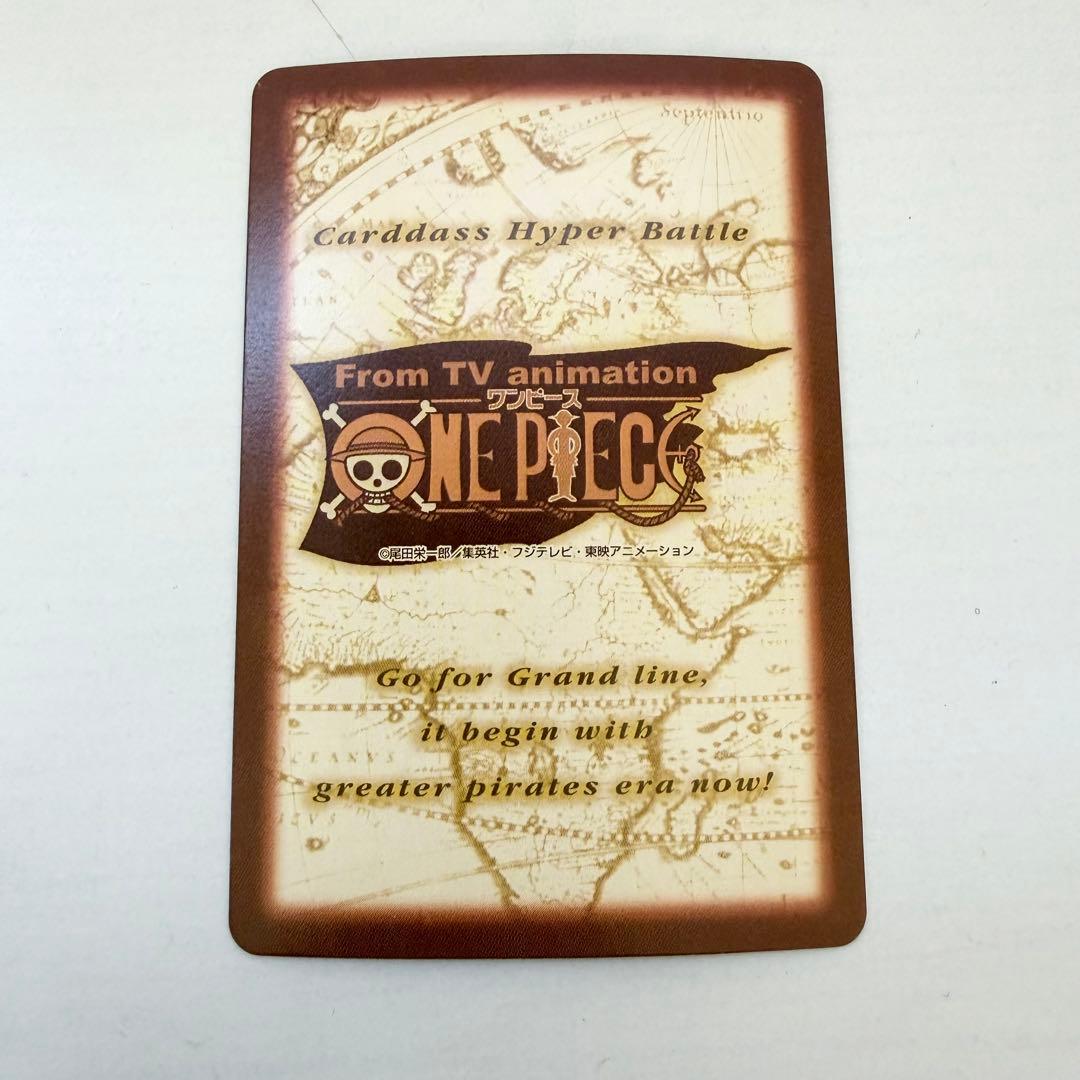 Septentrio
Carddass Hyper Battle
From TV animation
ワンピース
ONE PIECE
©尾田栄一郎／集英社・フジテレビ・東映アニメーション
Go for Grand line,
it begin with
greater pirates era now!